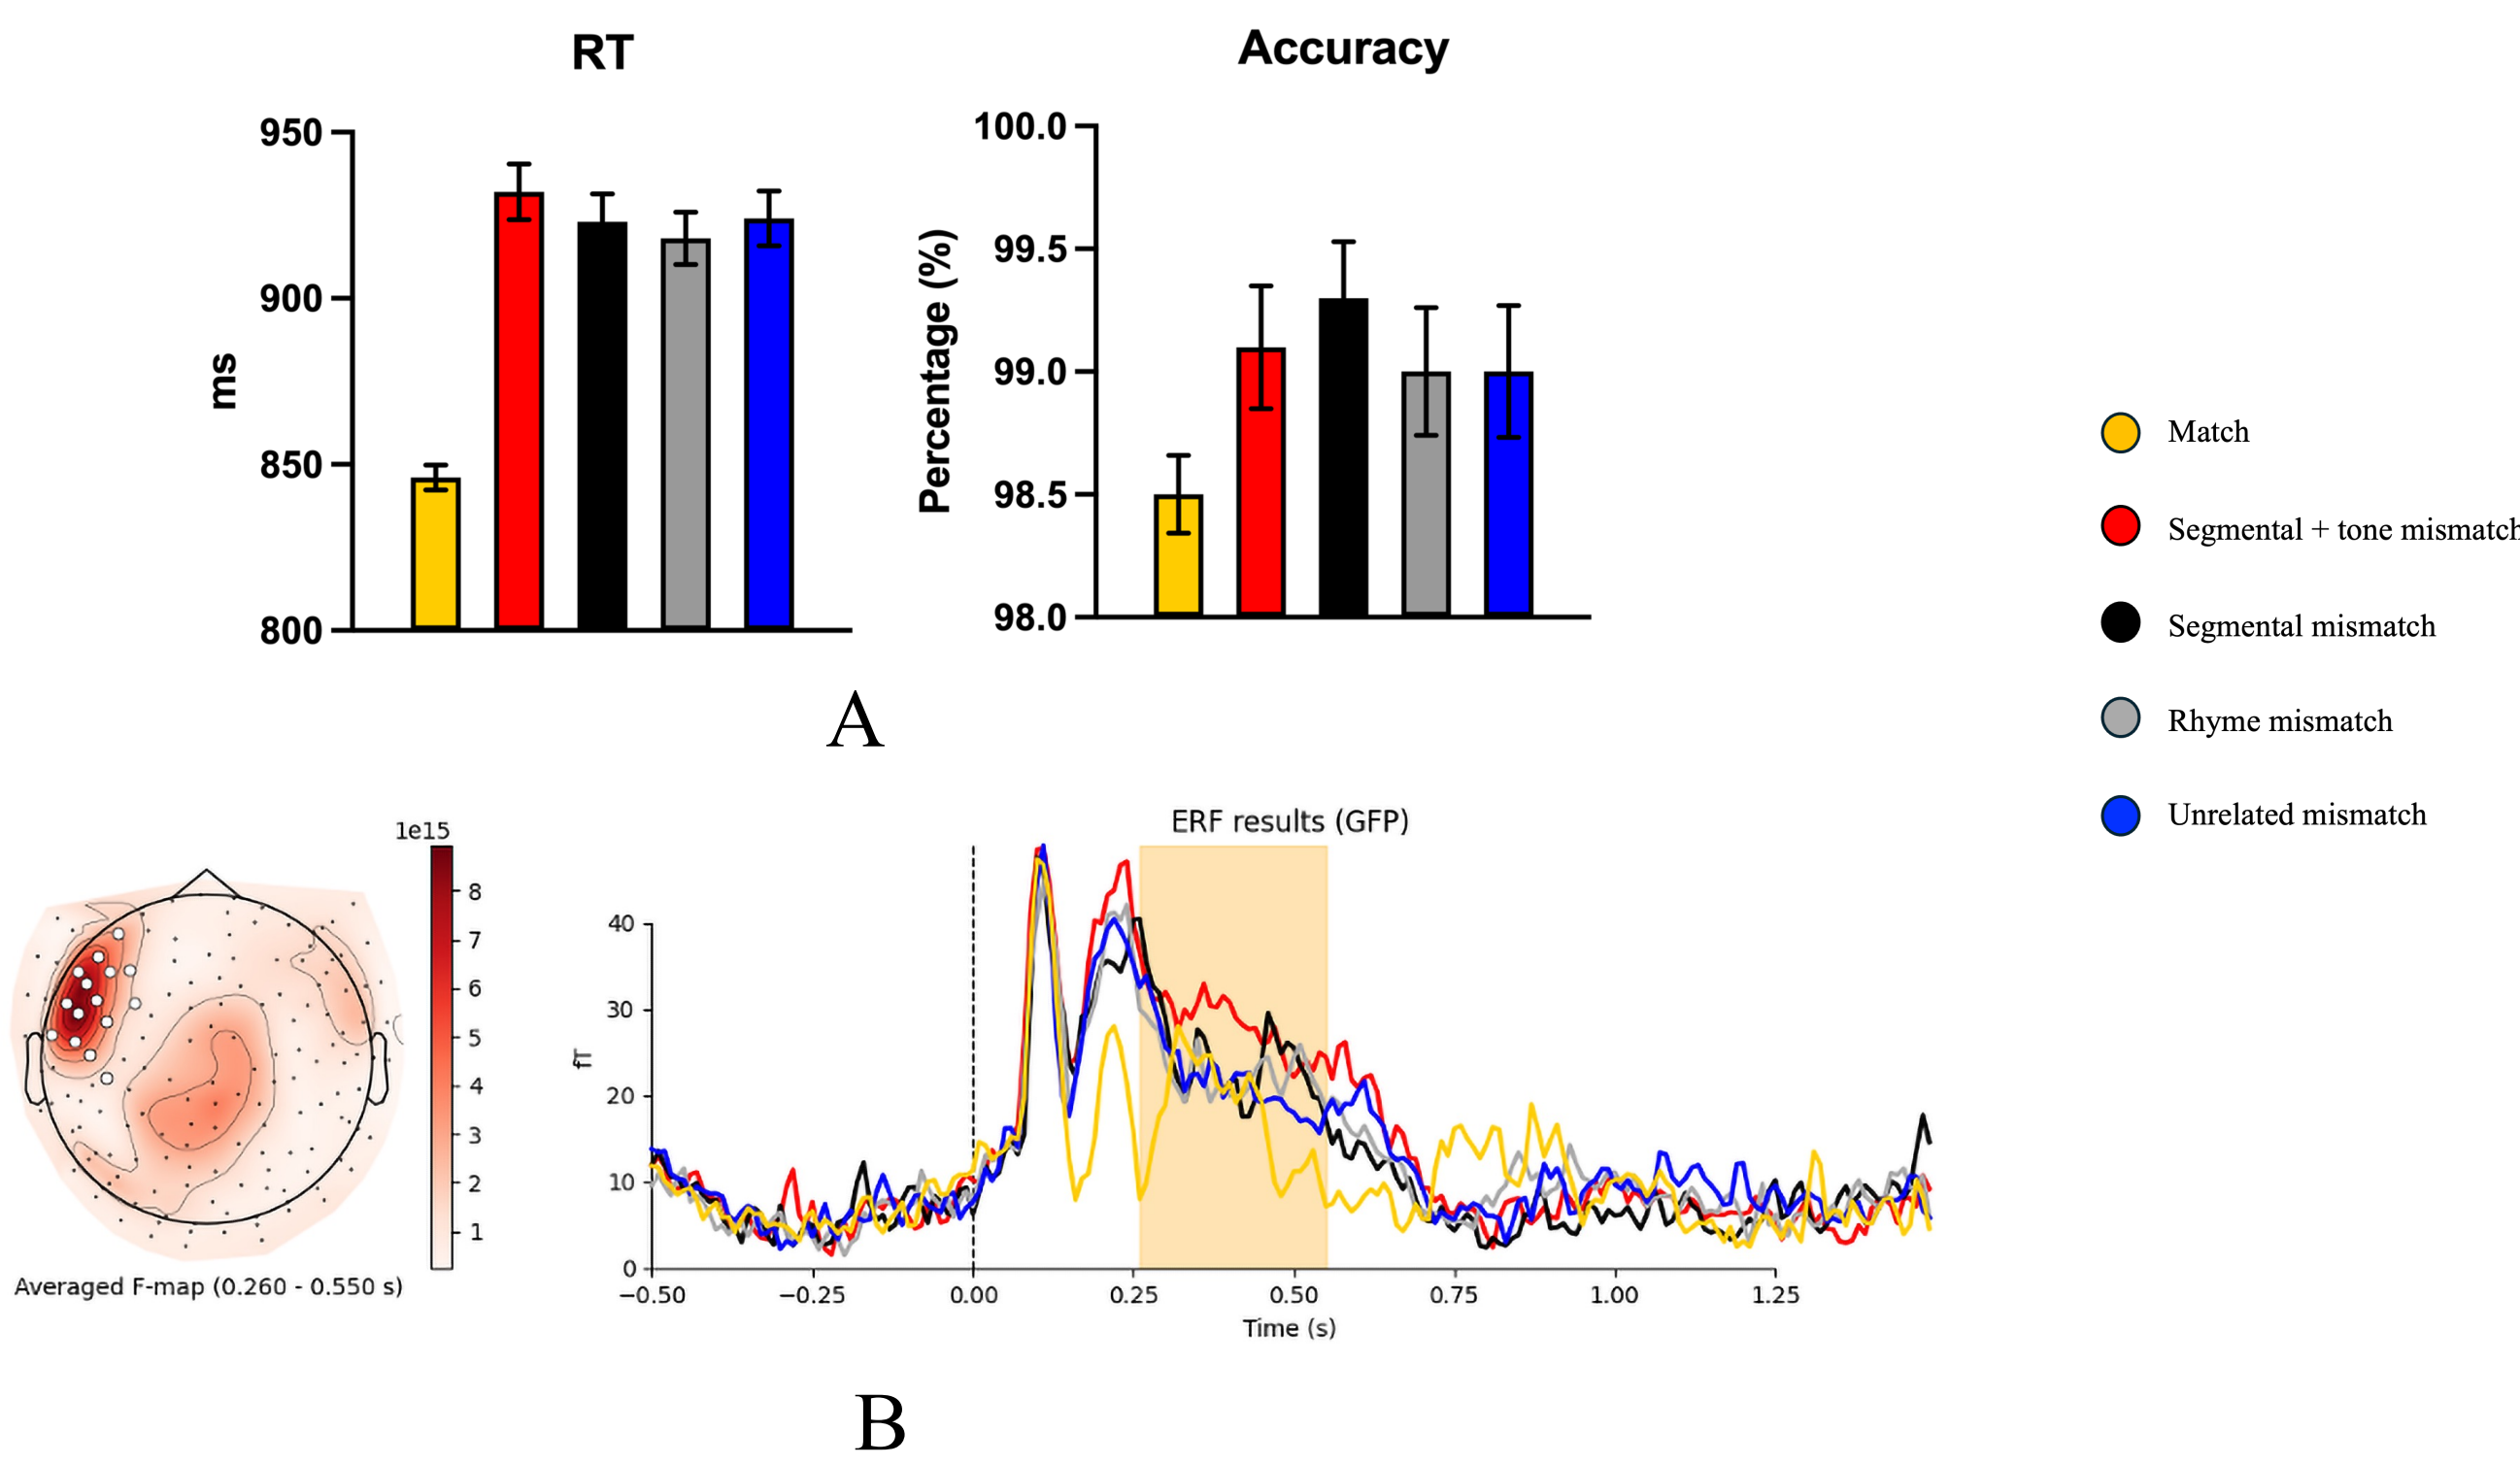 RT
950
900
850
800
ms
Accuracy
100.0
99.5
99.0
98.5
98.0
Percentage (%)
Match
Segmental + tone mismatch
Segmental mismatch
Rhyme mismatch
Unrelated mismatch
A
1e15
8
7
6
5
4
3
2
1
Averaged F-map (0.260 - 0.550 s)
ERF results (GFP)
40
30
20
10
0
fT
−0.50 −0.25 0.00 0.25 0.50 0.75 1.00 1.25
Time (s)
B